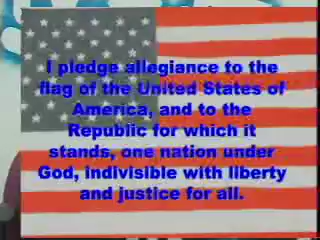 I pledge allegiance to the
flag of the United States of
America, and to the
Republic for which it
stands, one nation under
God, indivisible with liberty
and justice for all.